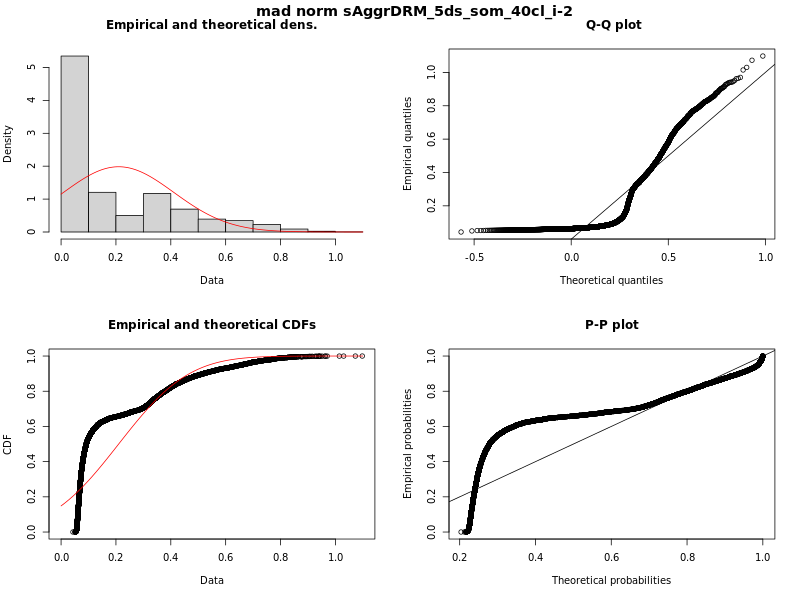 mad norm sAggrDRM_5ds_som_40cl_i-2
Empirical and theoretical dens.
Density
0 1 2 3 4 5
0.0 0.2 0.4 0.6 0.8 1.0
Data
Q-Q plot
Empirical quantiles
0.2 0.4 0.6 0.8 1.0
-0.5 0.0 0.5 1.0
Theoretical quantiles
Empirical and theoretical CDFs
CDF
0.0 0.2 0.4 0.6 0.8 1.0
0.0 0.2 0.4 0.6 0.8 1.0
Data
P-P plot
Empirical probabilities
0.0 0.2 0.4 0.6 0.8 1.0
0.2 0.4 0.6 0.8 1.0
Theoretical probabilities